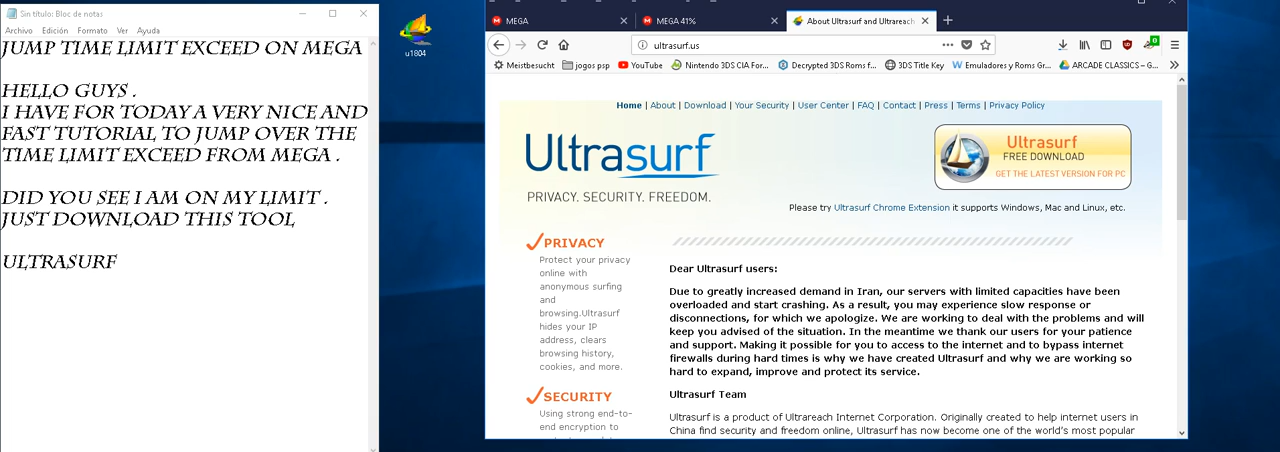 Sin título: Bloc de notas
Archivo Edición Formato Ver Ayuda
JUMP TIME LIMIT EXCEED ON MEGA
HELLO GUYS .
I HAVE FOR TODAY A VERY NICE AND
FAST TUTORIAL TO JUMP OVER THE
TIME LIMIT EXCEED FROM MEGA .
DID YOU SEE I AM ON MY LIMIT .
JUST DOWNLOAD THIS TOOL
ULTRASURF
u1804
MEGA
MEGA 41%
About Ultrasurf and Ultrareach
ultrasurf.us
Meistbesucht jogos psp YouTube Nintendo 3DS CIA For... Decrypted 3DS Roms f... 3DS Title Key Emuladores y Roms Gr... ARCADE CLASSICS – G...
Home | About | Download | Your Security | User Center | FAQ | Contact | Press | Terms | Privacy Policy
Ultrasurf
PRIVACY. SECURITY. FREEDOM.
Ultrasurf
FREE DOWNLOAD
GET THE LATEST VERSION FOR PC
Please try Ultrasurf Chrome Extension it supports Windows, Mac and Linux, etc.
PRIVACY
Protect your privacy
online with
anonymous surfing
and
browsing.Ultrasurf
hides your IP
address, clears
browsing history,
cookies, and more.
SECURITY
Using strong end-to-
end encryption to
Dear Ultrasurf users:
Due to greatly increased demand in Iran, our servers with limited capacities have been
overloaded and start crashing. As a result, you may experience slow response or
disconnections, for which we apologize. We are working to deal with the problems and will
keep you advised of the situation. In the meantime we thank our users for your patience
and support. Making it possible for you to access to the internet and to bypass internet
firewalls during hard times is why we have created Ultrasurf and why we are working so
hard to expand, improve and protect its service.
Ultrasurf Team
Ultrasurf is a product of Ultrareach Internet Corporation. Originally created to help internet users in
China find security and freedom online, Ultrasurf has now become one of the world's most popular